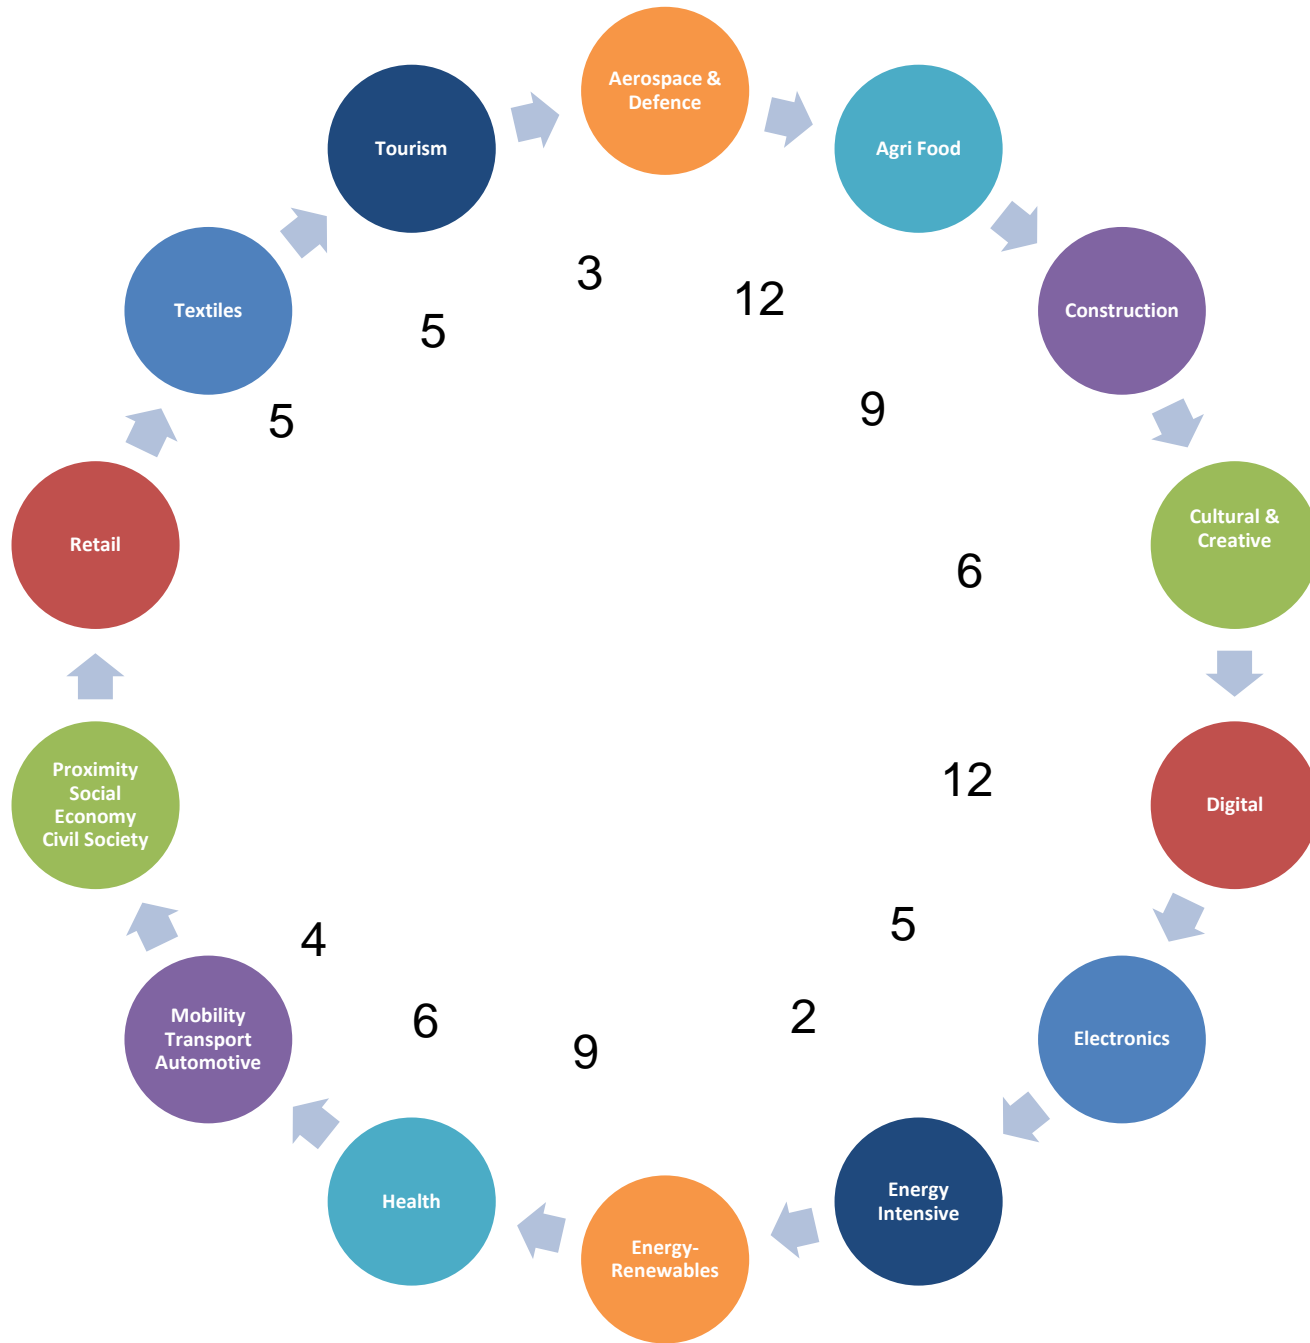 Aerospace &
Defence
Agri Food
Construction
Cultural &
Creative
Digital
Electronics
Energy
Intensive
Energy-
Renewables
Health
Mobility
Transport
Automotive
Proximity
Social
Economy
Civil Society
Retail
Textiles
Tourism
3
12
9
6
12
5
2
9
6
4
5
5